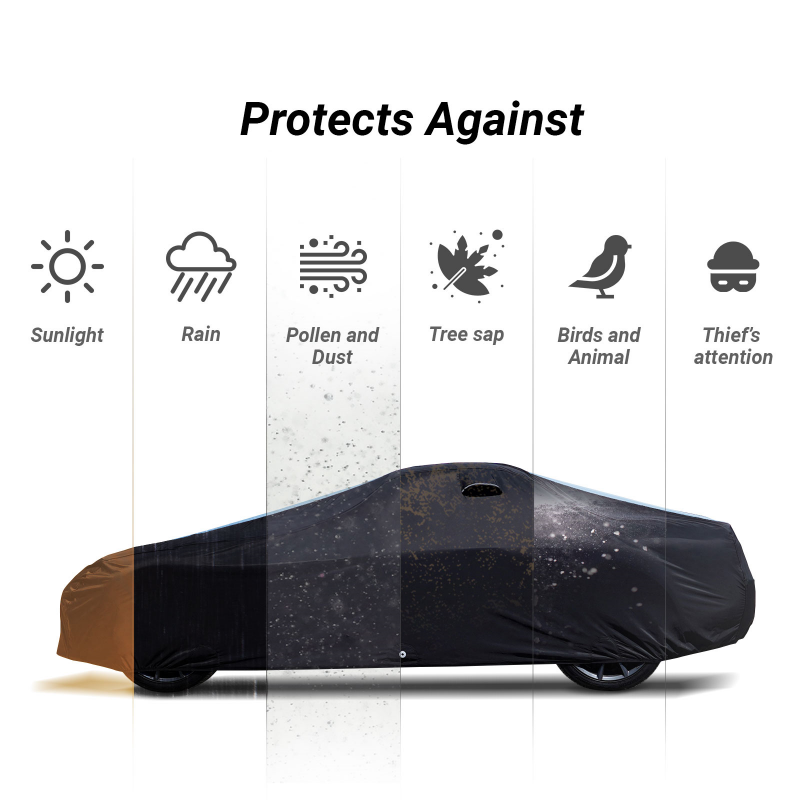 Protects Against
Sunlight
Rain
Pollen and
Dust
Tree sap
Birds and
Animal
Thief's
attention